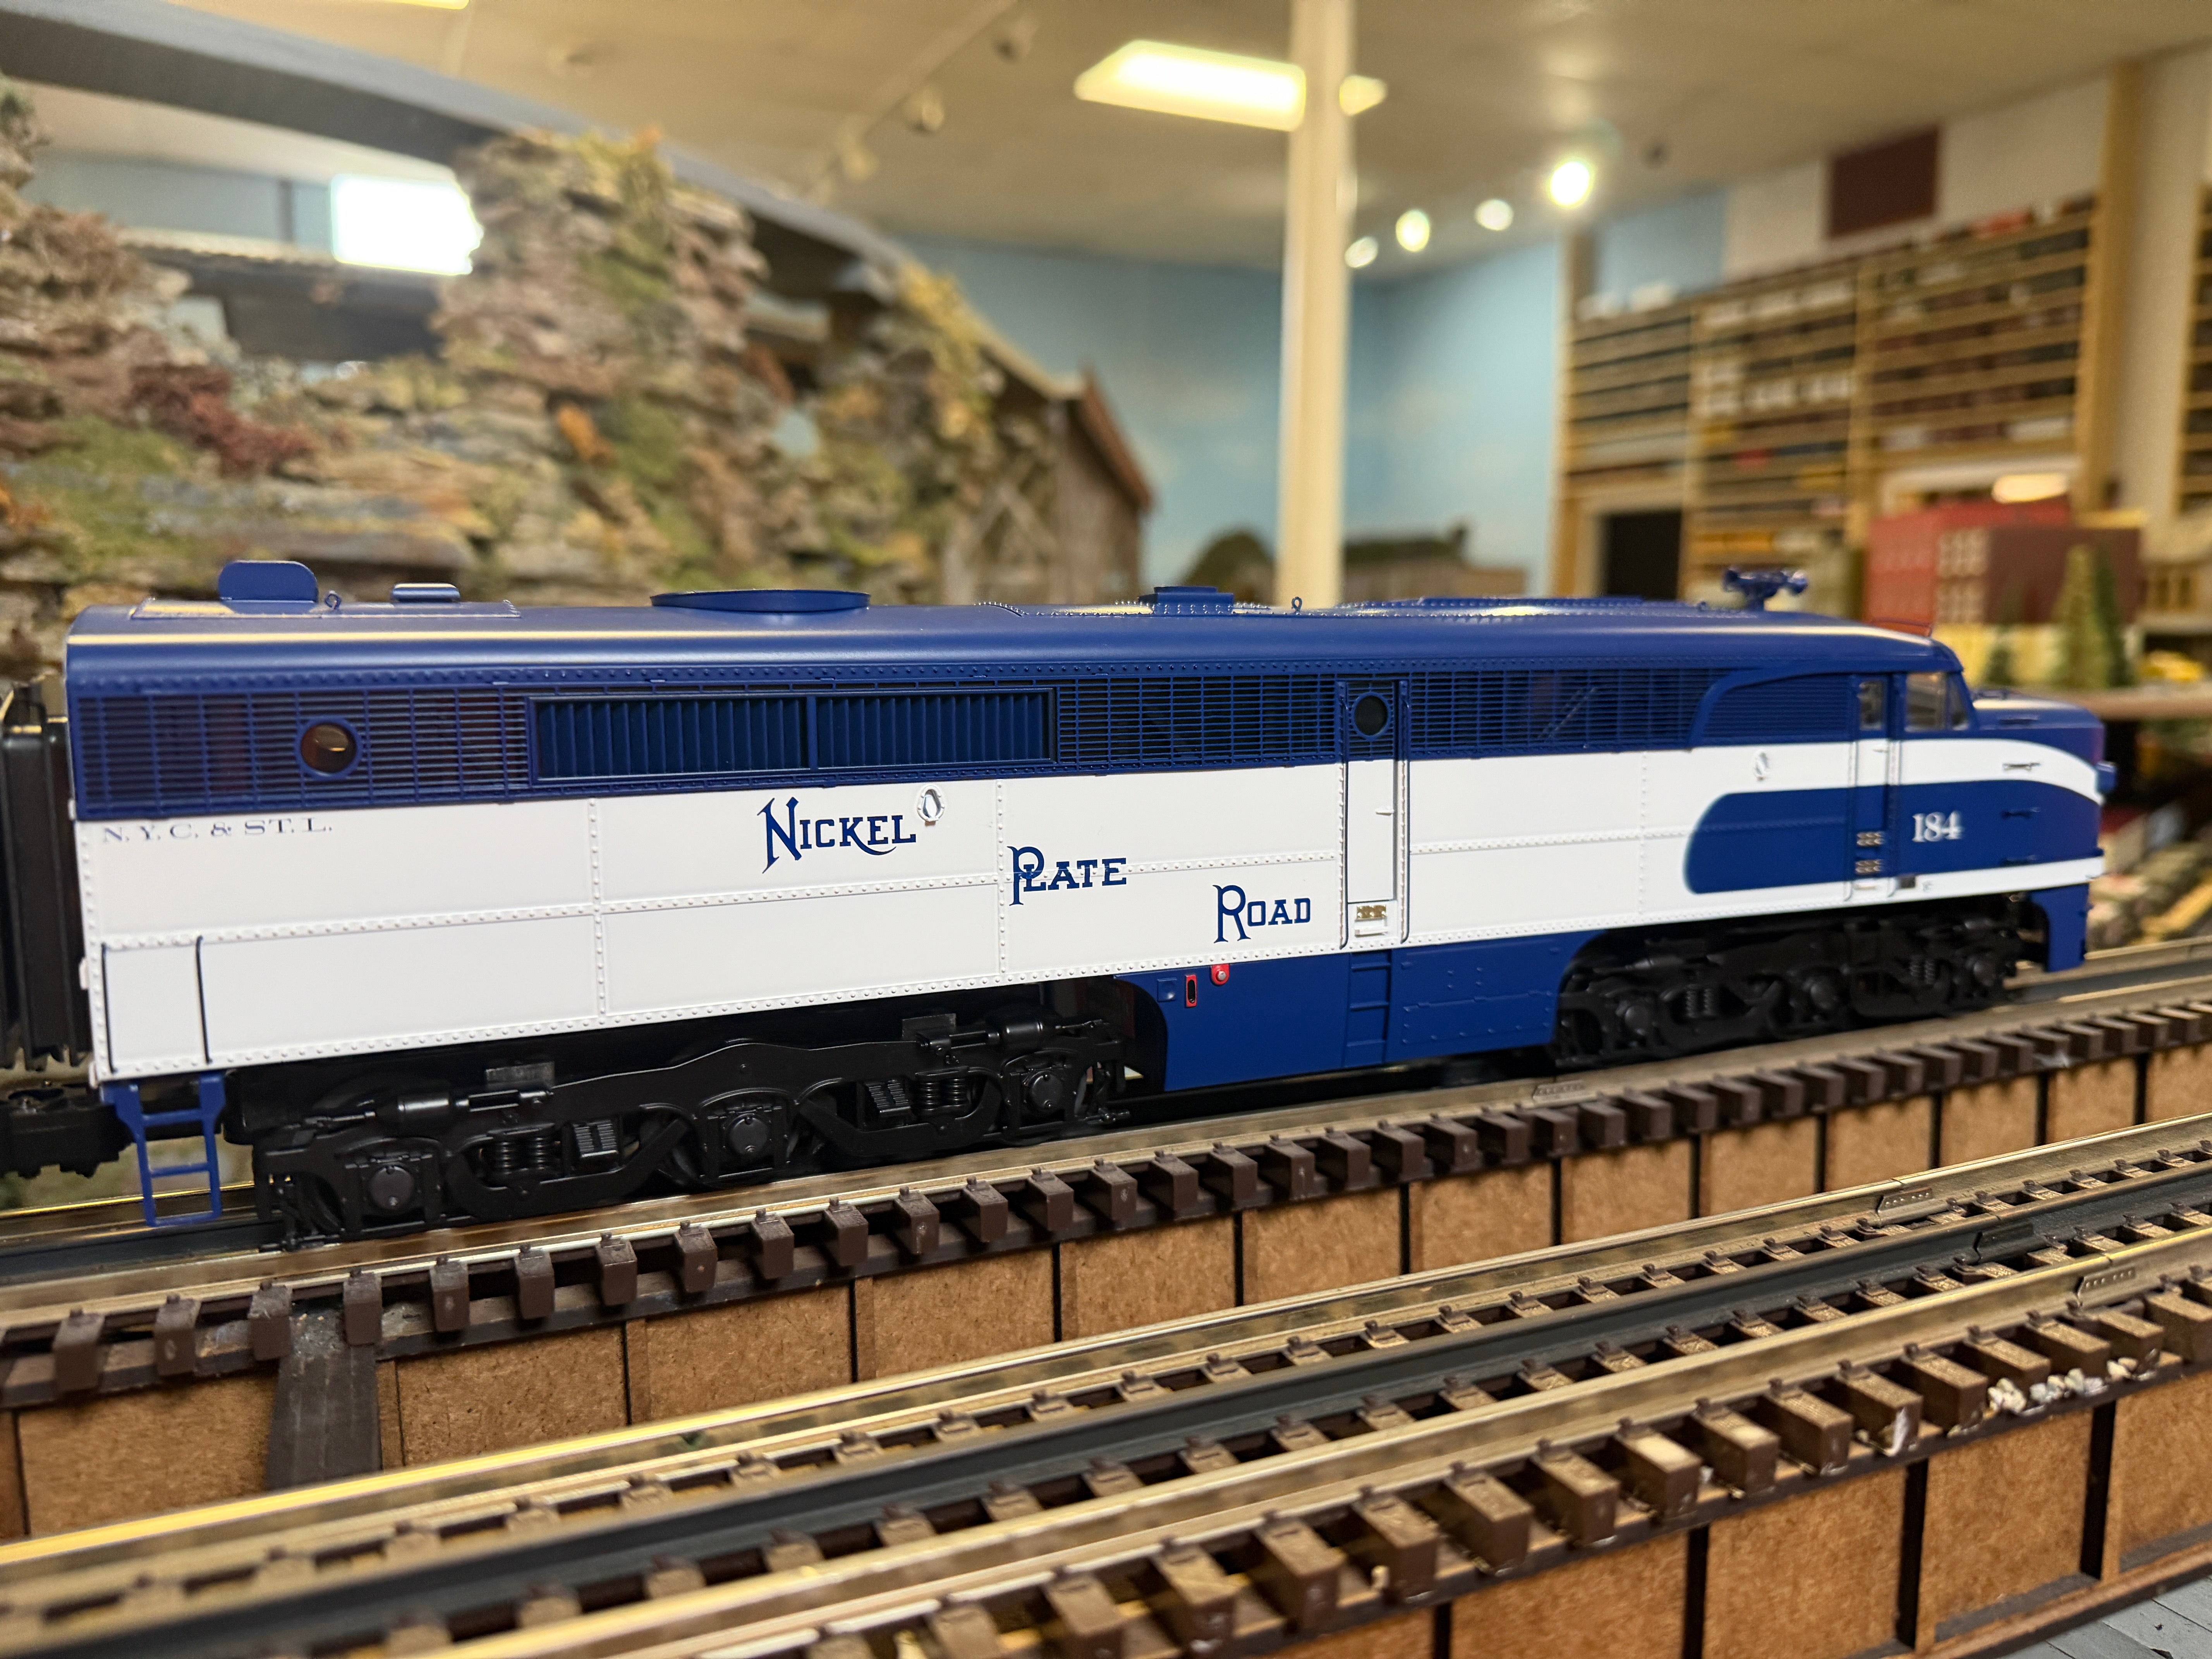 N.Y.C. & ST. L.
NICKEL
PLATE
ROAD
184